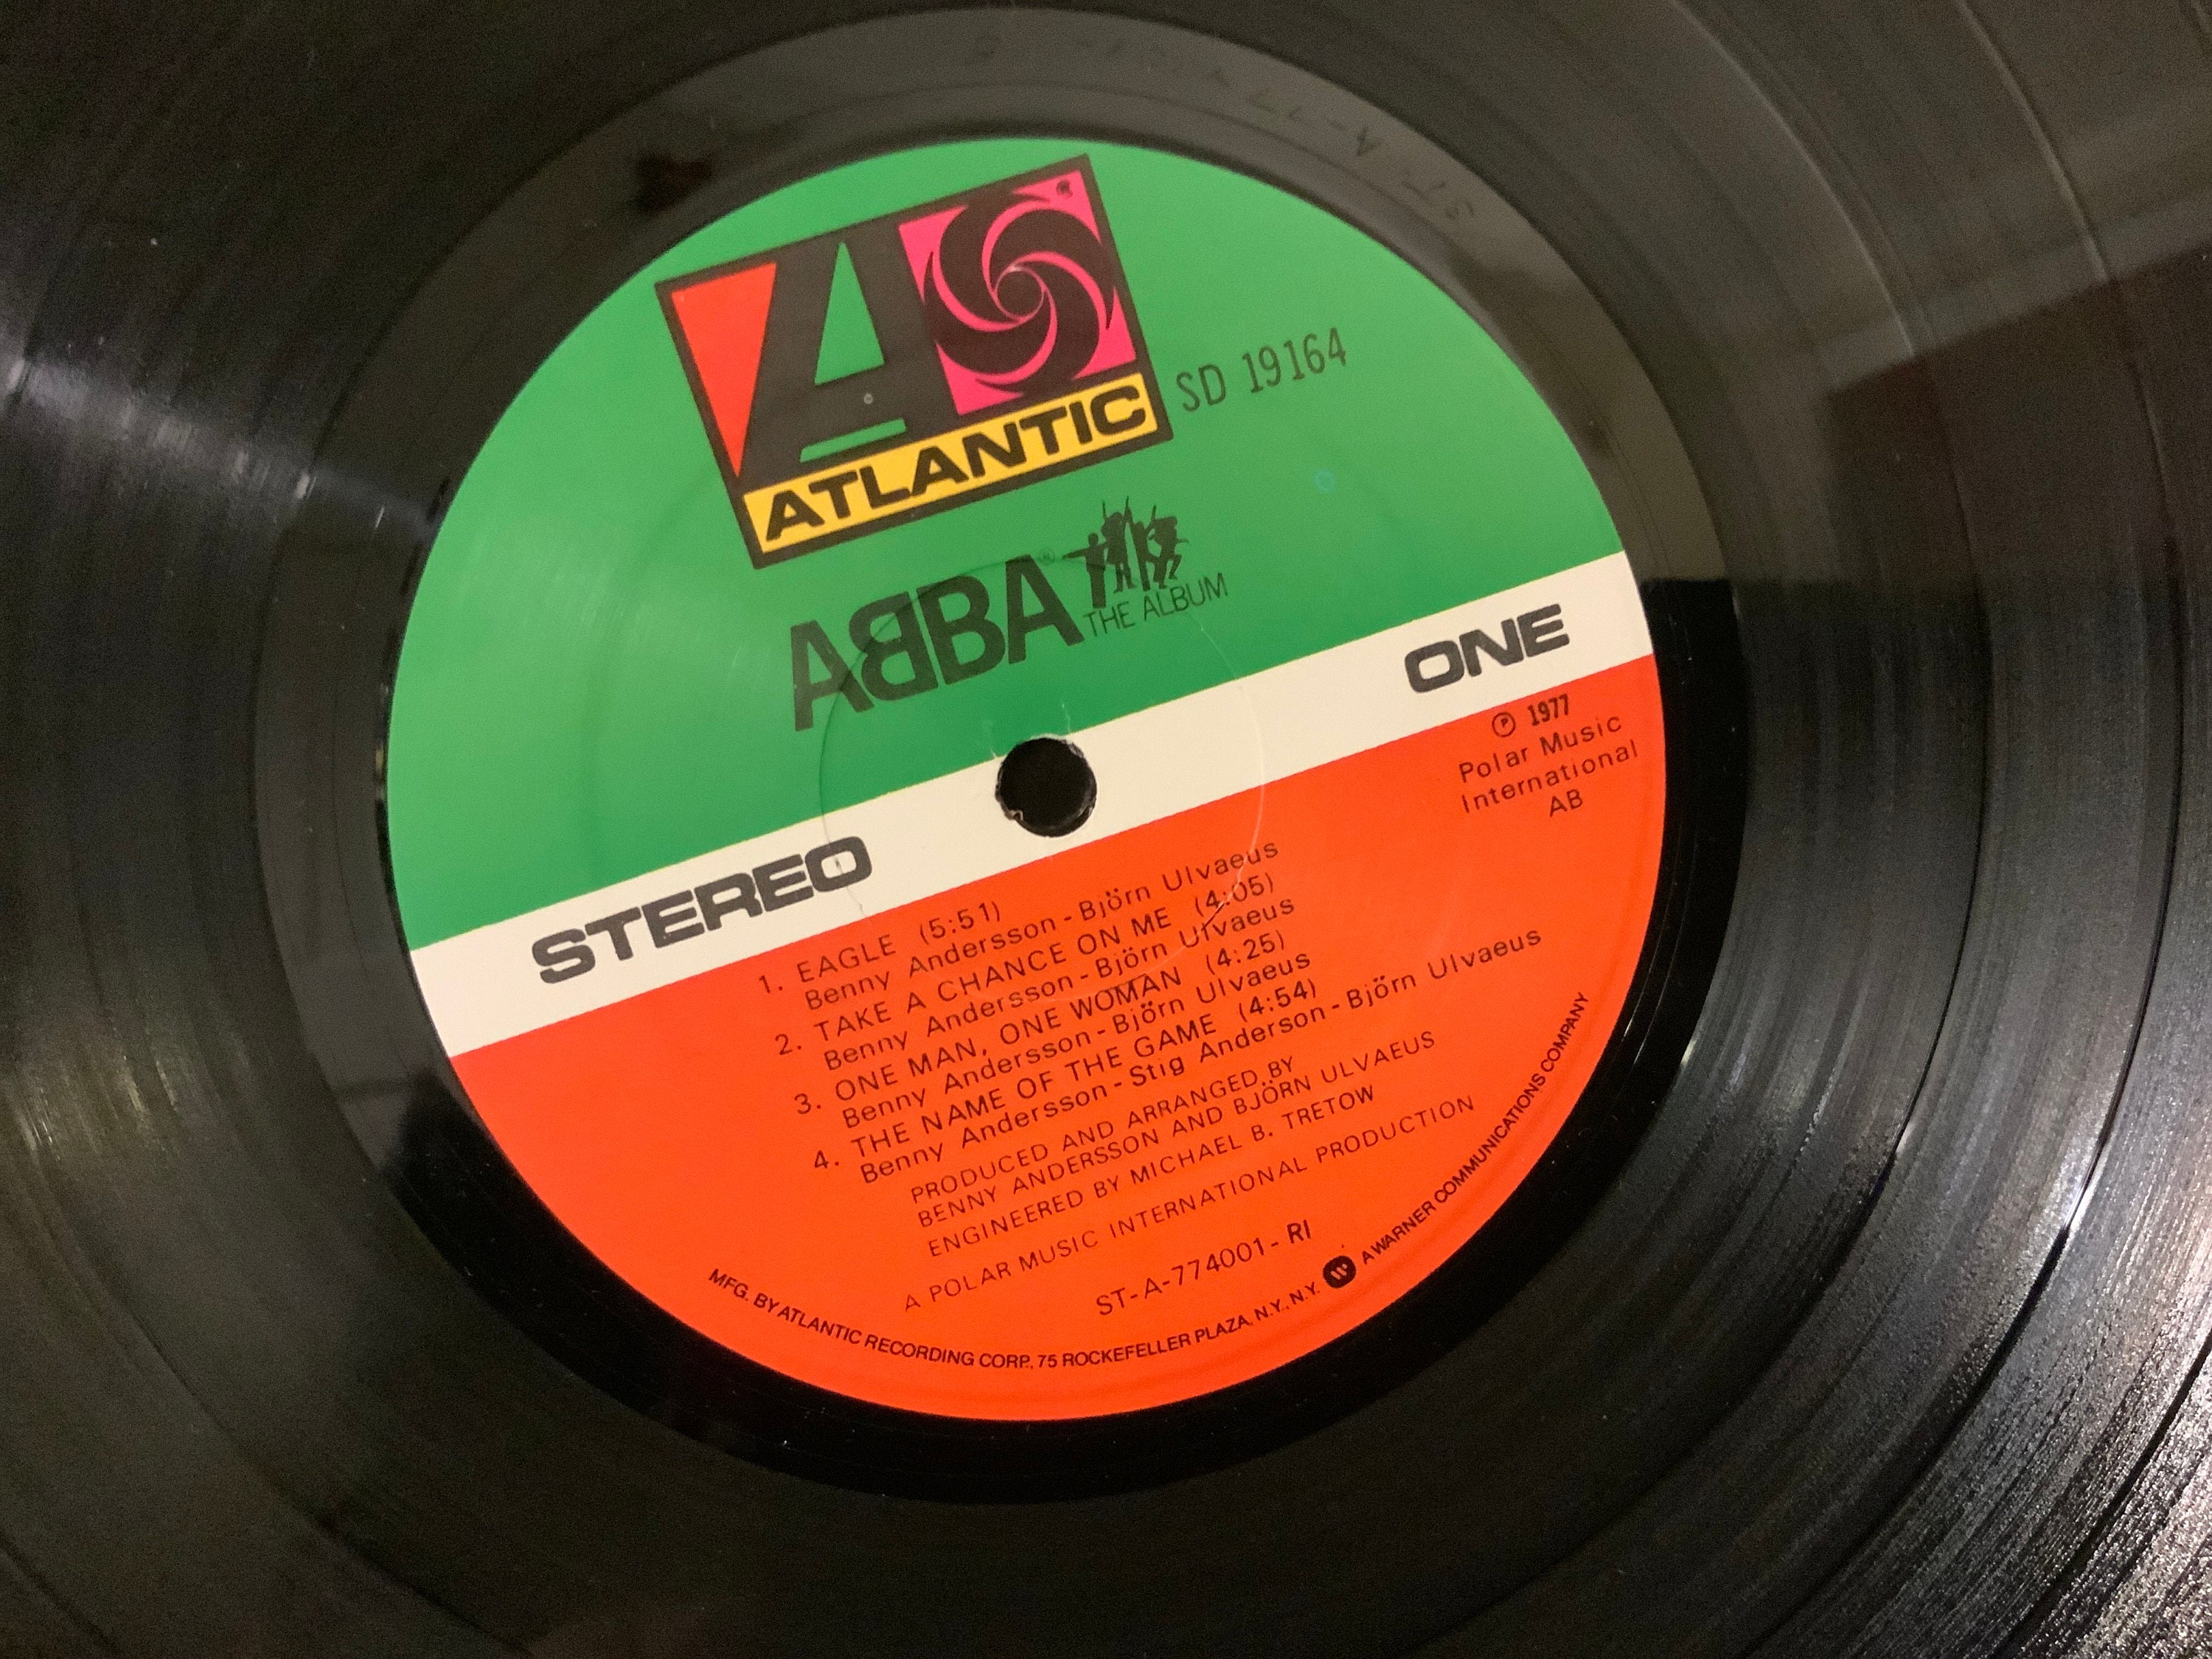 ATLANTIC
SD 19164
ABBA
THE ALBUM
STEREO
ONE
℗ 1977
Polar Music
International
AB
1. EAGLE (5:51)
Benny Andersson - Björn Ulvaeus
2. TAKE A CHANCE ON ME (4:05)
Benny Andersson - Björn Ulvaeus
3. ONE MAN, ONE WOMAN (4:25)
Benny Andersson - Björn Ulvaeus
4. THE NAME OF THE GAME (4:54)
Benny Andersson - Stig Anderson - Björn Ulvaeus
PRODUCED AND ARRANGED BY
BENNY ANDERSSON AND BJÖRN ULVAEUS
ENGINEERED BY MICHAEL B. TRETOW
A POLAR MUSIC INTERNATIONAL PRODUCTION
ST-A-774001-RI
MFG. BY ATLANTIC RECORDING CORP., 75 ROCKEFELLER PLAZA, N.Y., N.Y. A WARNER COMMUNICATIONS COMPANY